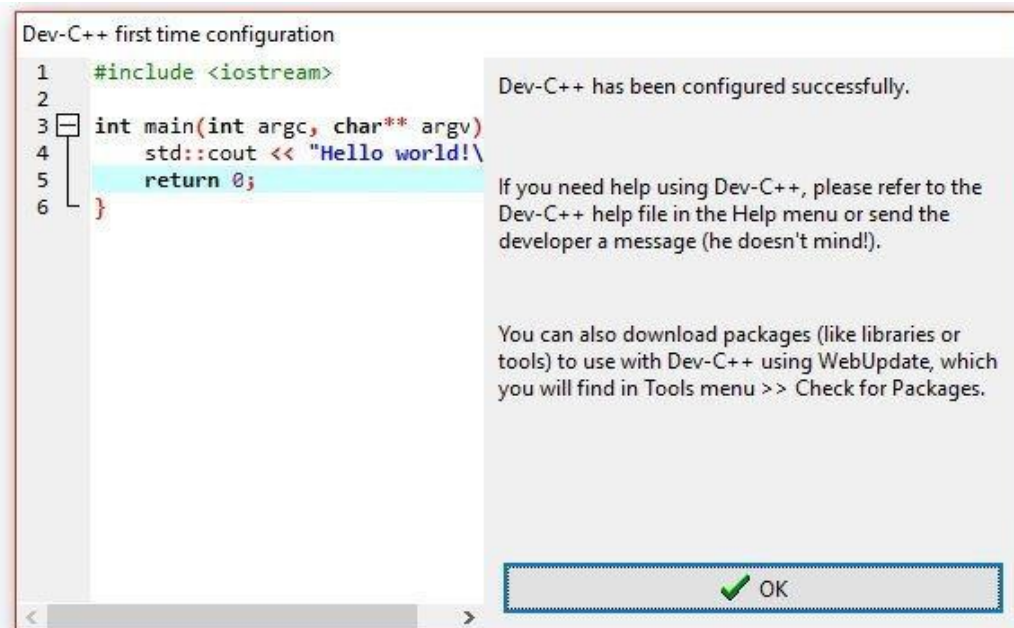 Dev-C++ first time configuration
1 #include <iostream>
2
3 int main(int argc, char** argv)
4 std::cout << "Hello world!\
5 return 0;
6 }
Dev-C++ has been configured successfully.
If you need help using Dev-C++, please refer to the
Dev-C++ help file in the Help menu or send the
developer a message (he doesn't mind!).
You can also download packages (like libraries or
tools) to use with Dev-C++ using WebUpdate, which
you will find in Tools menu >> Check for Packages.
OK